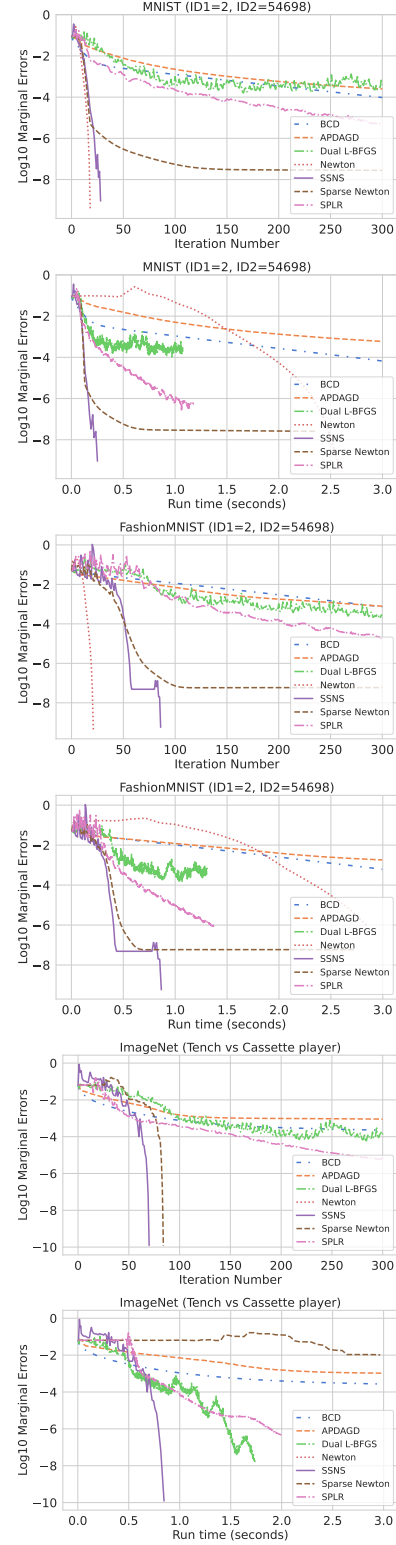 MNIST (ID1=2, ID2=54698)
Log10 Marginal Errors
0
−2
−4
−6
−8
BCD
APDAGD
Dual L-BFGS
Newton
SSNS
Sparse Newton
SPLR
0 50 100 150 200 250 300
Iteration Number
MNIST (ID1=2, ID2=54698)
Log10 Marginal Errors
0
−2
−4
−6
−8
BCD
APDAGD
Dual L-BFGS
Newton
SSNS
Sparse Newton
SPLR
0.0 0.5 1.0 1.5 2.0 2.5 3.0
Run time (seconds)
FashionMNIST (ID1=2, ID2=54698)
Log10 Marginal Errors
0
−2
−4
−6
−8
BCD
APDAGD
Dual L-BFGS
Newton
SSNS
Sparse Newton
SPLR
0 50 100 150 200 250 300
Iteration Number
FashionMNIST (ID1=2, ID2=54698)
Log10 Marginal Errors
0
−2
−4
−6
−8
BCD
APDAGD
Dual L-BFGS
Newton
SSNS
Sparse Newton
SPLR
0.0 0.5 1.0 1.5 2.0 2.5 3.0
Run time (seconds)
ImageNet (Tench vs Cassette player)
Log10 Marginal Errors
0
−2
−4
−6
−8
−10
BCD
APDAGD
Dual L-BFGS
Newton
SSNS
Sparse Newton
SPLR
0 50 100 150 200 250 300
Iteration Number
ImageNet (Tench vs Cassette player)
Log10 Marginal Errors
0
−2
−4
−6
−8
−10
BCD
APDAGD
Dual L-BFGS
Newton
SSNS
Sparse Newton
SPLR
0.0 0.5 1.0 1.5 2.0 2.5 3.0
Run time (seconds)